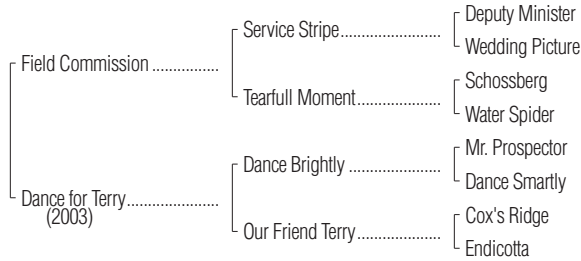 Deputy Minister
Service Stripe..................
Wedding Picture
Field Commission ................
Schossberg
Tearfull Moment...............
Water Spider
Mr. Prospector
Dance Brightly ................
Dance Smartly
Dance for Terry......................
(2003)
Cox's Ridge
Our Friend Terry...............
Endicotta